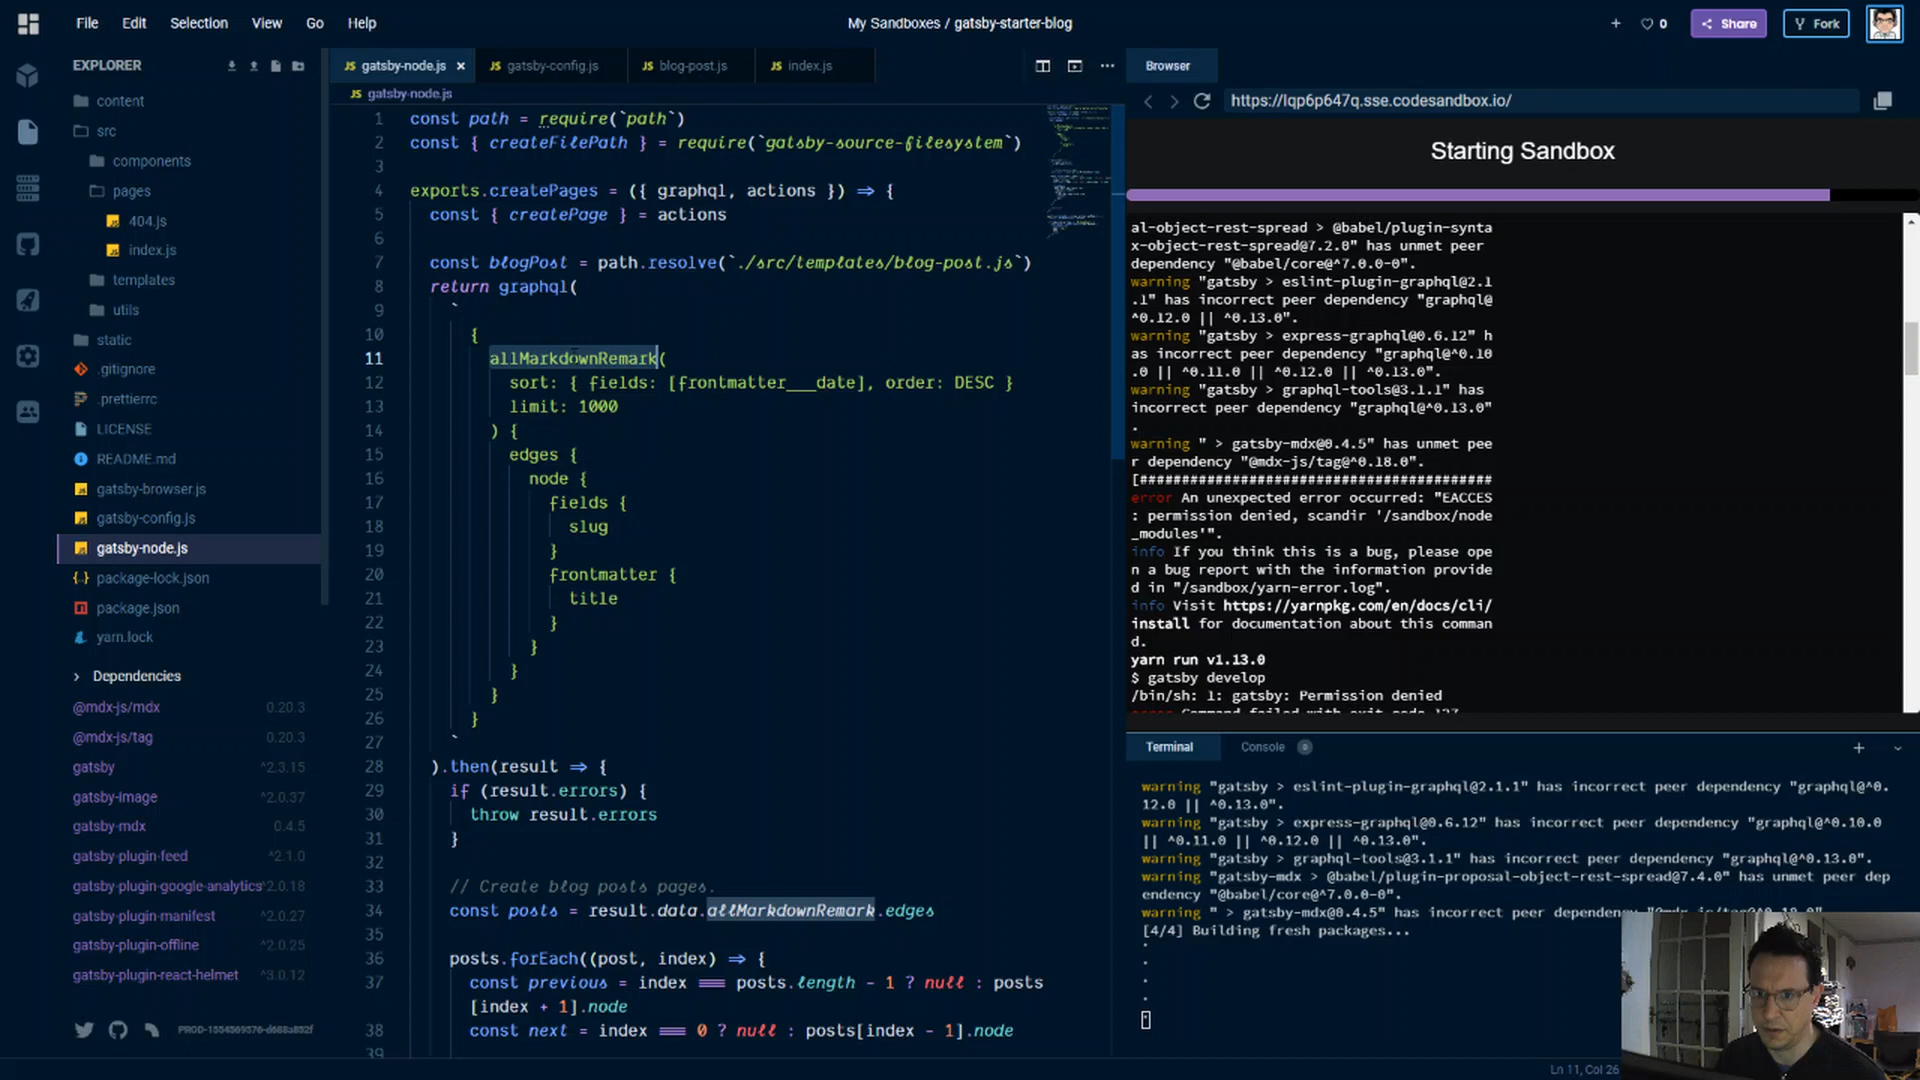 File Edit Selection View Go Help
My Sandboxes / gatsby-starter-blog
0
Share
Fork
EXPLORER
content
src
components
pages
404.js
index.js
templates
utils
static
.gitignore
.prettierrc
LICENSE
README.md
gatsby-browser.js
gatsby-config.js
gatsby-node.js
package-lock.json
package.json
yarn.lock
Dependencies
@mdx-js/mdx 0.20.3
@mdx-js/tag 0.20.3
gatsby ^2.3.15
gatsby-image ^2.0.37
gatsby-mdx 0.4.5
gatsby-plugin-feed ^2.1.0
gatsby-plugin-google-analytics ^2.0.18
gatsby-plugin-manifest ^2.0.27
gatsby-plugin-offline ^2.0.25
gatsby-plugin-react-helmet ^3.0.12
JS gatsby-node.js ×
JS gatsby-config.js
JS blog-post.js
JS index.js
JS gatsby-node.js
1 const path = require(`path`)
2 const { createFilePath } = require(`gatsby-source-filesystem`)
3
4 exports.createPages = ({ graphql, actions }) => {
5 const { createPage } = actions
6
7 const blogPost = path.resolve(`./src/templates/blog-post.js`)
8 return graphql(
9 `
10 {
11 allMarkdownRemark(
12 sort: { fields: [frontmatter___date], order: DESC }
13 limit: 1000
14 ) {
15 edges {
16 node {
17 fields {
18 slug
19 }
20 frontmatter {
21 title
22 }
23 }
24 }
25 }
26 }
27 `
28 ).then(result => {
29 if (result.errors) {
30 throw result.errors
31 }
32
33 // Create blog posts pages.
34 const posts = result.data.allMarkdownRemark.edges
35
36 posts.forEach((post, index) => {
37 const previous = index === posts.length - 1 ? null : posts
[index + 1].node
38 const next = index === 0 ? null : posts[index - 1].node
39
Browser
https://lqp6p647q.sse.codesandbox.io/
Starting Sandbox
al-object-rest-spread > @babel/plugin-synta
x-object-rest-spread@7.2.0" has unmet peer
dependency "@babel/core@^7.0.0-0".
warning "gatsby > eslint-plugin-graphql@2.1
.1" has incorrect peer dependency "graphql@
^0.12.0 || ^0.13.0".
warning "gatsby > express-graphql@0.6.12" h
as incorrect peer dependency "graphql@^0.10
.0 || ^0.11.0 || ^0.12.0 || ^0.13.0".
warning "gatsby > graphql-tools@3.1.1" has
incorrect peer dependency "graphql@^0.13.0"
.
warning " > gatsby-mdx@0.4.5" has unmet pee
r dependency "@mdx-js/tag@^0.18.0".
[##########################################
error An unexpected error occurred: "EACCES
: permission denied, scandir '/sandbox/node
_modules'".
info If you think this is a bug, please ope
n a bug report with the information provide
d in "/sandbox/yarn-error.log".
info Visit https://yarnpkg.com/en/docs/cli/
install for documentation about this comman
d.
yarn run v1.13.0
$ gatsby develop
/bin/sh: 1: gatsby: Permission denied
error Command failed with exit code 127
Terminal
Console 0
warning "gatsby > eslint-plugin-graphql@2.1.1" has incorrect peer dependency "graphql@^0.
12.0 || ^0.13.0".
warning "gatsby > express-graphql@0.6.12" has incorrect peer dependency "graphql@^0.10.0
|| ^0.11.0 || ^0.12.0 || ^0.13.0".
warning "gatsby > graphql-tools@3.1.1" has incorrect peer dependency "graphql@^0.13.0".
warning "gatsby-mdx > @babel/plugin-proposal-object-rest-spread@7.4.0" has unmet peer dep
endency "@babel/core@^7.0.0-0".
warning " > gatsby-mdx@0.4.5" has incorrect peer dependency
[4/4] Building fresh packages...
.
.
.
.
Ln 11, Col 26